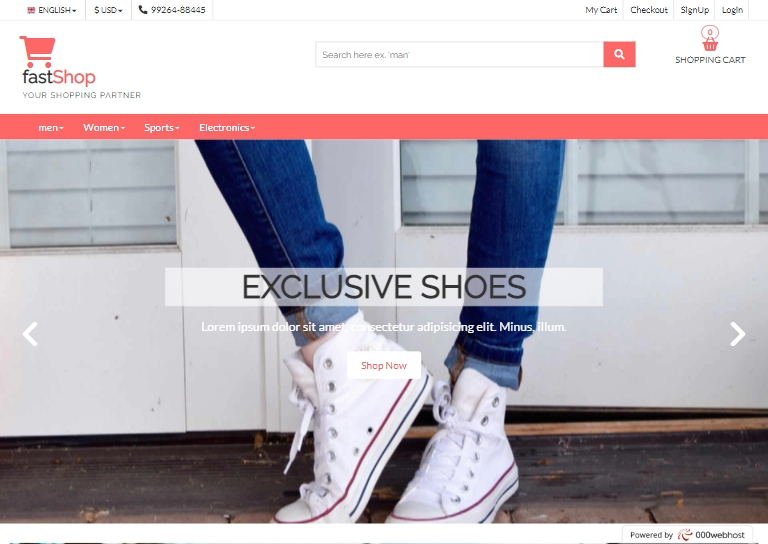 ENGLISH
$ USD
99264-88445
My Cart
Checkout
SignUp
Login
fastShop
YOUR SHOPPING PARTNER
Search here ex. 'man'
0
SHOPPING CART
men
Women
Sports
Electronics
EXCLUSIVE SHOES
Lorem ipsum dolor sit amet, consectetur adipisicing elit. Minus, illum.
Shop Now
Powered by 000webhost